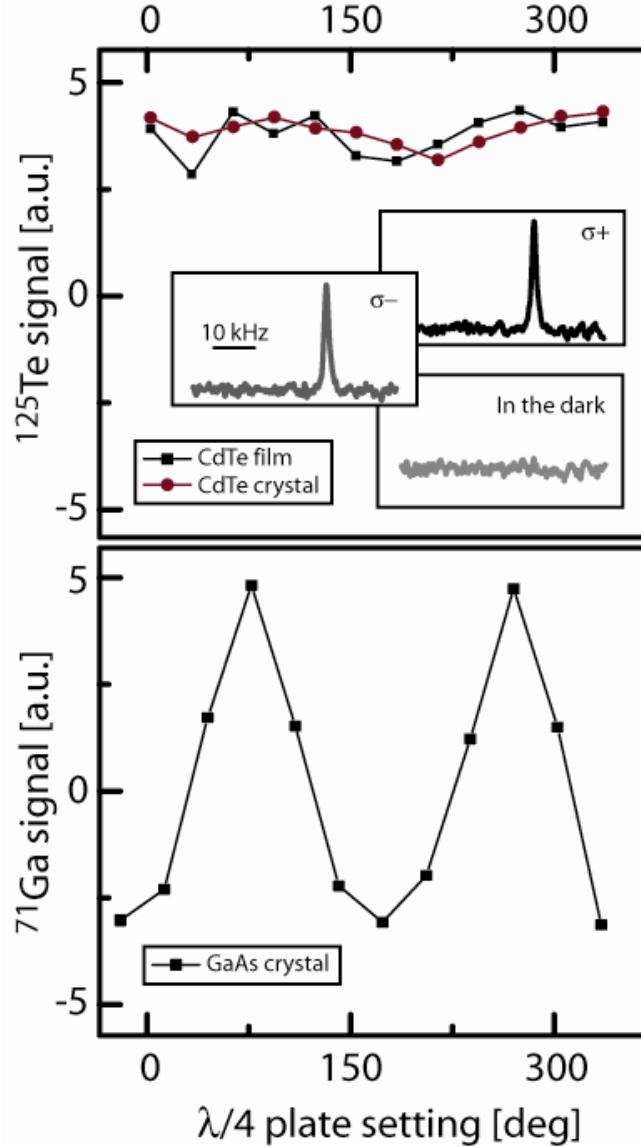 0 150 300
5
0
-5
125Te signal [a.u.]
σ+
σ−
10 kHz
In the dark
CdTe film
CdTe crystal
5
0
-5
71Ga signal [a.u.]
GaAs crystal
0 150 300
λ/4 plate setting [deg]